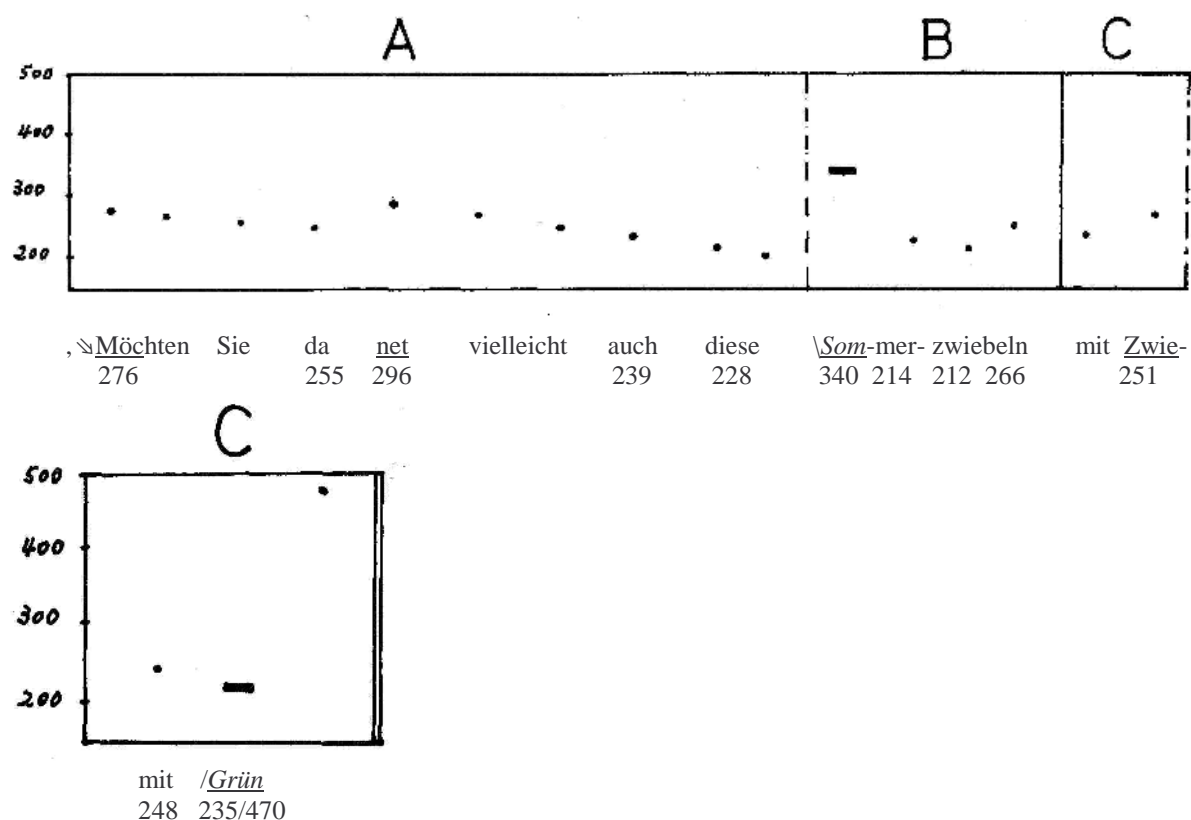 A B C
500
400
300
200
, ⇘Möchten Sie da net vielleicht auch diese \Som-mer- zwiebeln mit Zwie-
276 255 296 239 228 340 214 212 266 251
C
500
400
300
200
mit /Grün
248 235/470